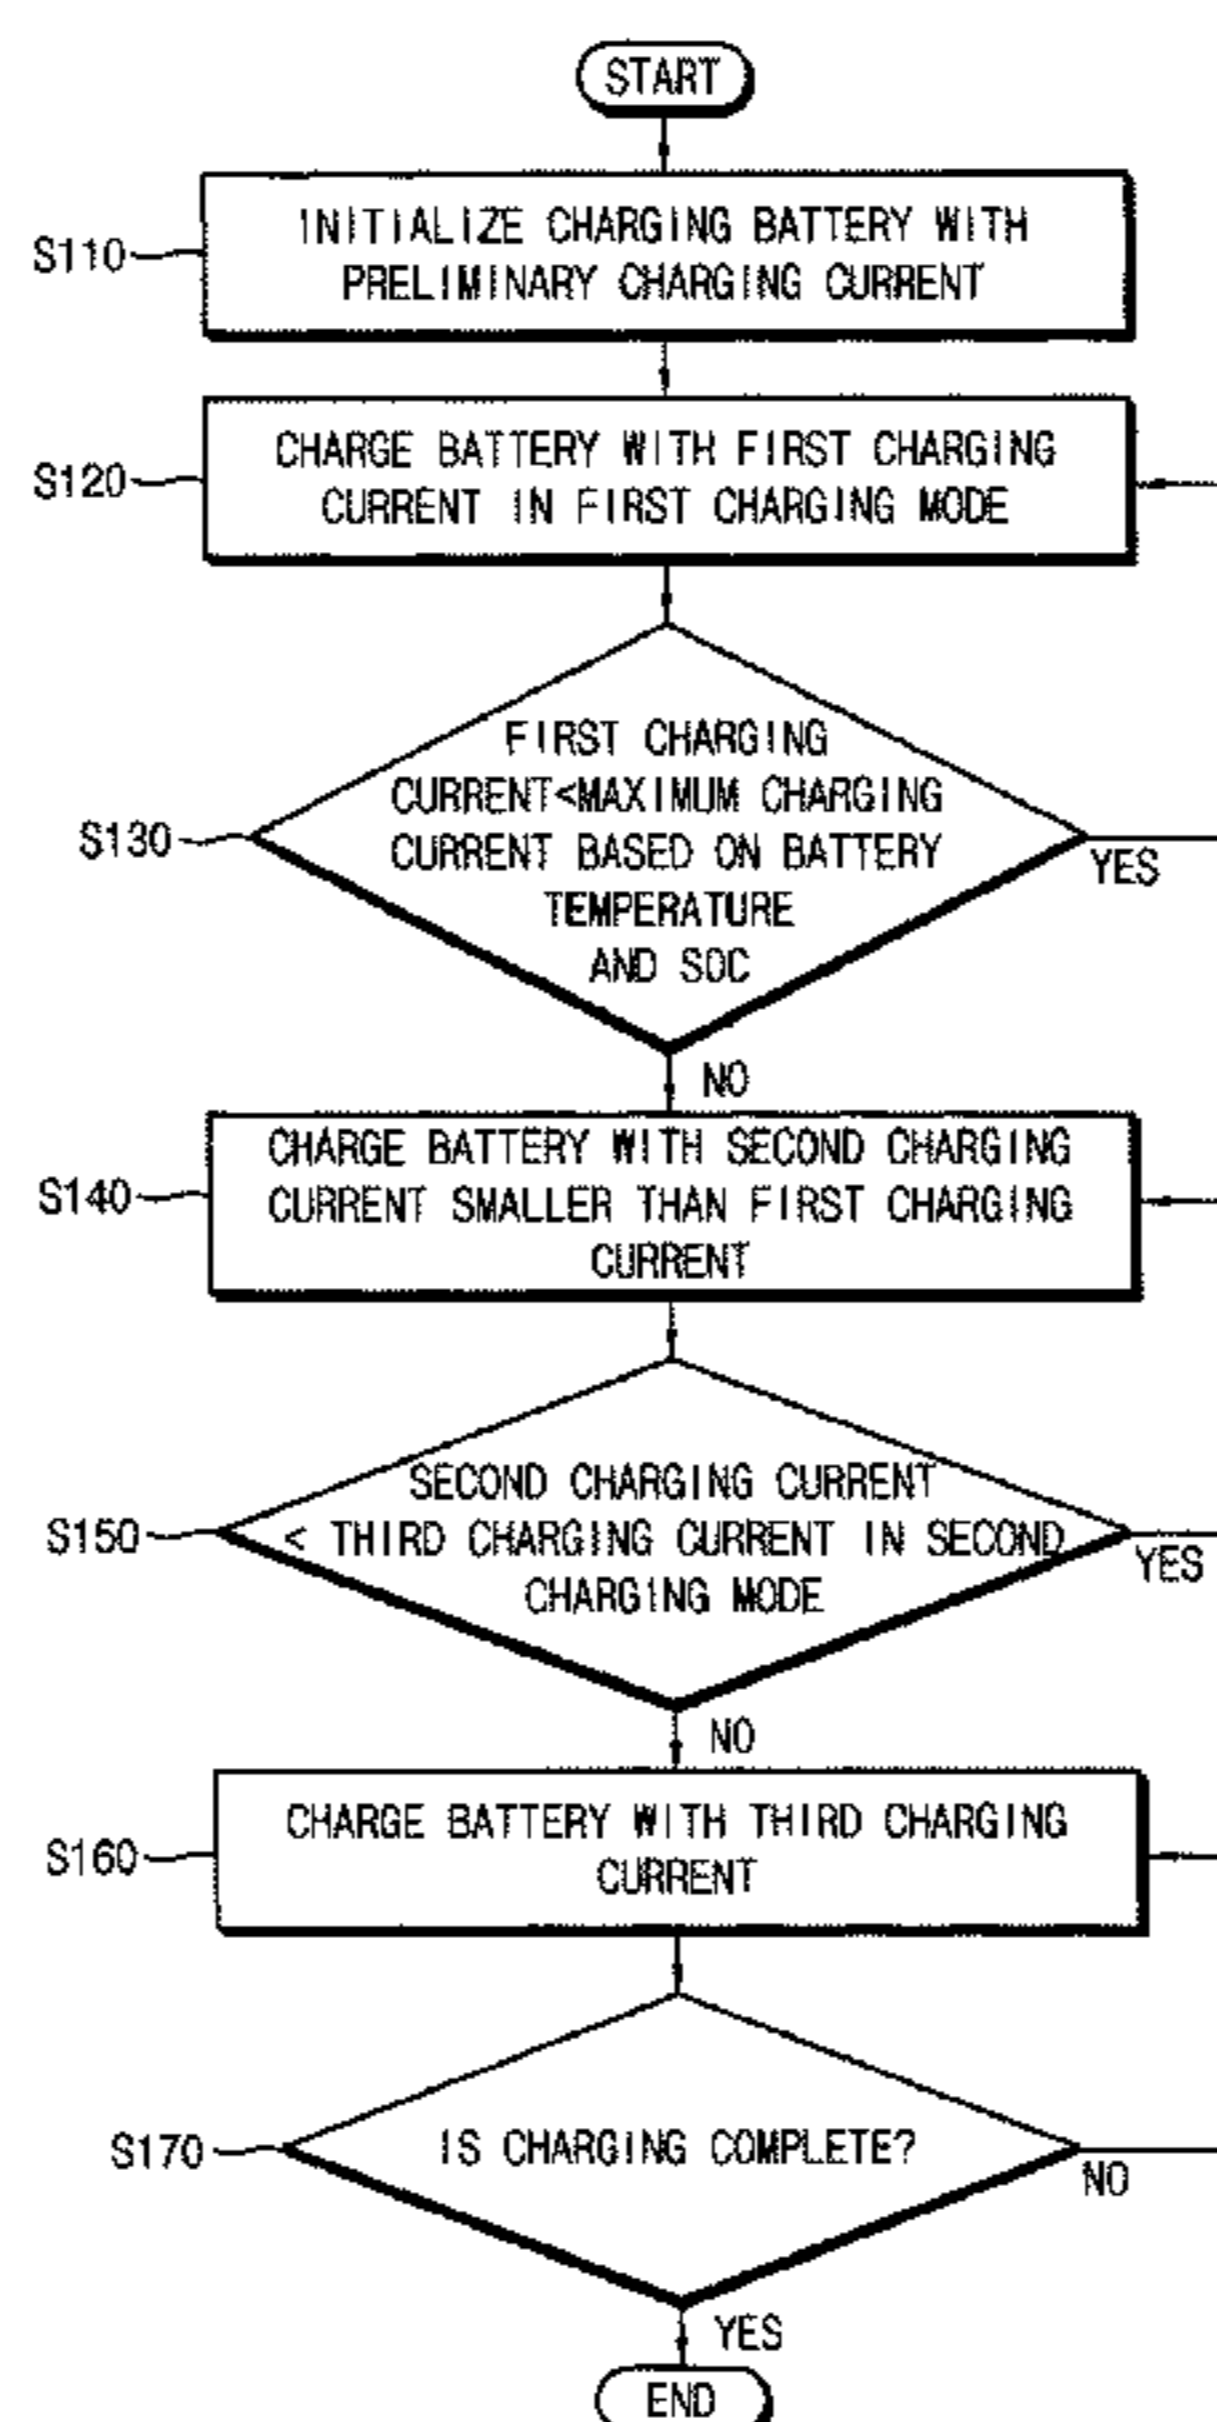 START
S110
INITIALIZE CHARGING BATTERY WITH
PRELIMINARY CHARGING CURRENT
S120
CHARGE BATTERY WITH FIRST CHARGING
CURRENT IN FIRST CHARGING MODE
S130
FIRST CHARGING
CURRENT<MAXIMUM CHARGING
CURRENT BASED ON BATTERY
TEMPERATURE
AND SOC
YES
NO
S140
CHARGE BATTERY WITH SECOND CHARGING
CURRENT SMALLER THAN FIRST CHARGING
CURRENT
S150
SECOND CHARGING CURRENT
< THIRD CHARGING CURRENT IN SECOND
CHARGING MODE
YES
NO
S160
CHARGE BATTERY WITH THIRD CHARGING
CURRENT
S170
IS CHARGING COMPLETE?
NO
YES
END